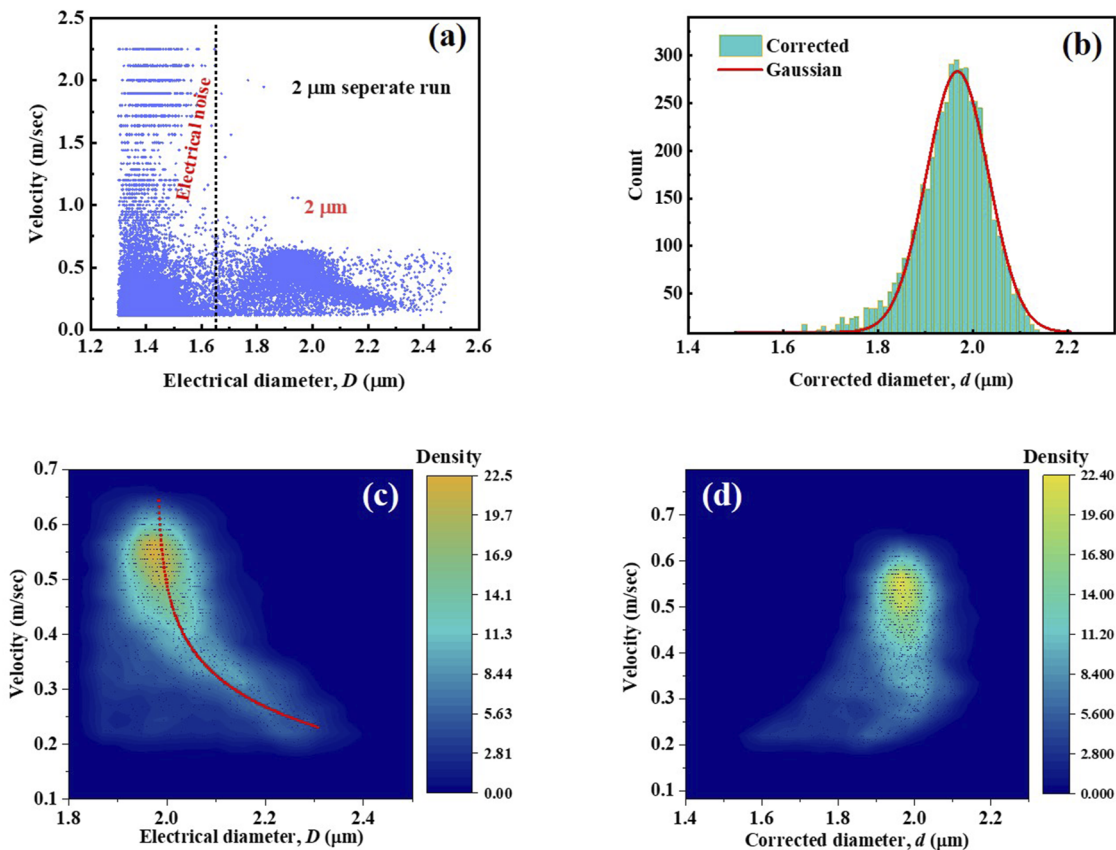 (a)
2.5
2.0
1.5
1.0
0.5
0.0
Velocity (m/sec)
Electrical noise
2 μm seperate run
2 μm
1.2 1.4 1.6 1.8 2.0 2.2 2.4 2.6
Electrical diameter, D (μm)
(b)
Corrected
Gaussian
300
250
200
150
100
50
Count
1.4 1.6 1.8 2.0 2.2
Corrected diameter, d (μm)
(c)
0.7
0.6
0.5
0.4
0.3
0.2
0.1
Velocity (m/sec)
1.8 2.0 2.2 2.4
Electrical diameter, D (μm)
Density
22.5
19.7
16.9
14.1
11.3
8.44
5.63
2.81
0.00
(d)
0.7
0.6
0.5
0.4
0.3
0.2
0.1
Velocity (m/sec)
1.4 1.6 1.8 2.0 2.2
Corrected diameter, d (μm)
Density
22.40
19.60
16.80
14.00
11.20
8.400
5.600
2.800
0.000